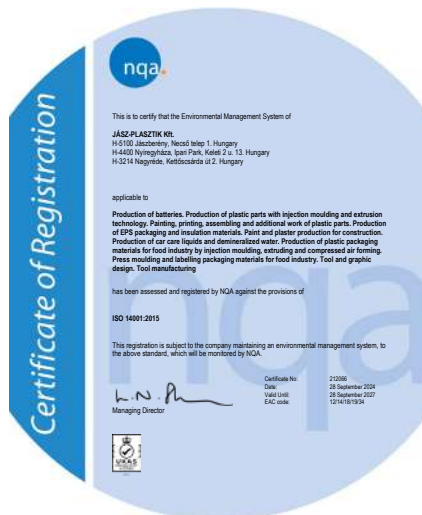 nqa.
Certificate of Registration
This is to certify that the Environmental Management System of
JÁSZ-PLASZTIK Kft.
H-5100 Jászberény, Necső telep 1. Hungary
H-4400 Nyíregyháza, Ipari Park, Keleti 2 u. 13. Hungary
H-3214 Nagyréde, Kettőscsárda út 2. Hungary
applicable to
Production of batteries. Production of plastic parts with injection moulding and extrusion
technology. Painting, printing, assembling and additional work of plastic parts. Production
of EPS packaging and insulation materials. Paint and plaster production for construction.
Production of car care liquids and demineralized water. Production of plastic packaging
materials for food industry by injection moulding, extruding and compressed air forming.
Press moulding and labelling packaging materials for food industry. Tool and graphic
design. Tool manufacturing
has been assessed and registered by NQA against the provisions of
ISO 14001:2015
This registration is subject to the company maintaining an environmental management system, to
the above standard, which will be monitored by NQA.
Certificate No: 212066
Date: 28 September 2024
Valid Until: 28 September 2027
EAC code: 12/14/18/19/34
Managing Director
UKAS
nqa